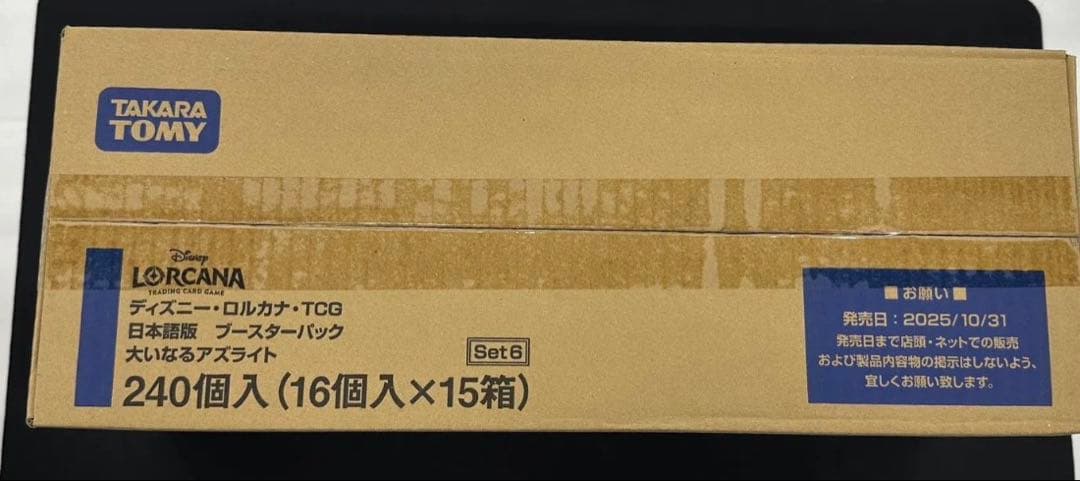 TAKARA
TOMY
Disney
LORCANA
TRADING CARD GAME
ディズニー・ロルカナ・TCG
日本語版 ブースターパック
大いなるアズライト
Set6
240個入(16個入×15箱)
■お願い■
発売日:2025/10/31
発売日まで店頭・ネットでの販売
および製品内容物の掲示はしないよう、
宜しくお願い致します。